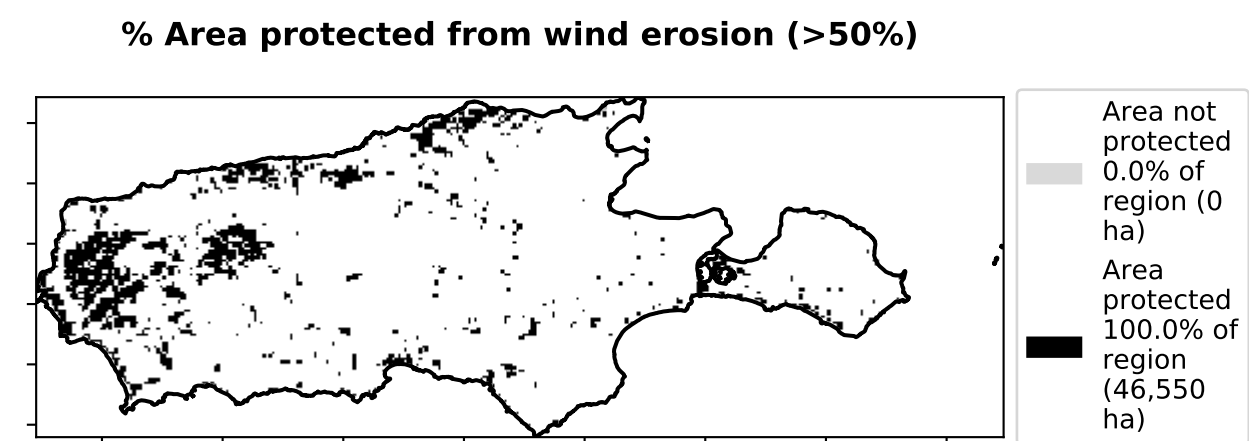 % Area protected from wind erosion (>50%)
Area not
protected
0.0% of
region (0
ha)
Area
protected
100.0% of
region
(46,550
ha)